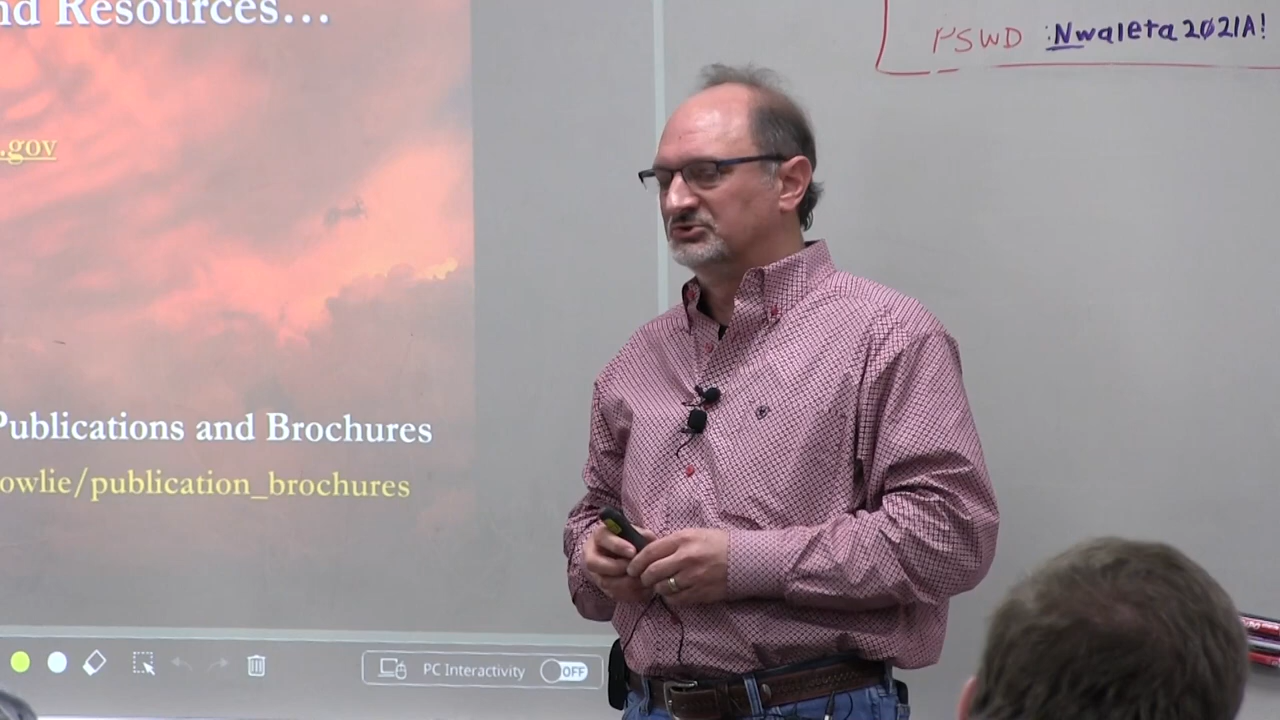 nd Resources...
PSWD :Nwaleta2021A!
.gov
Publications and Brochures
owlie/publication_brochures
PC Interactivity OFF